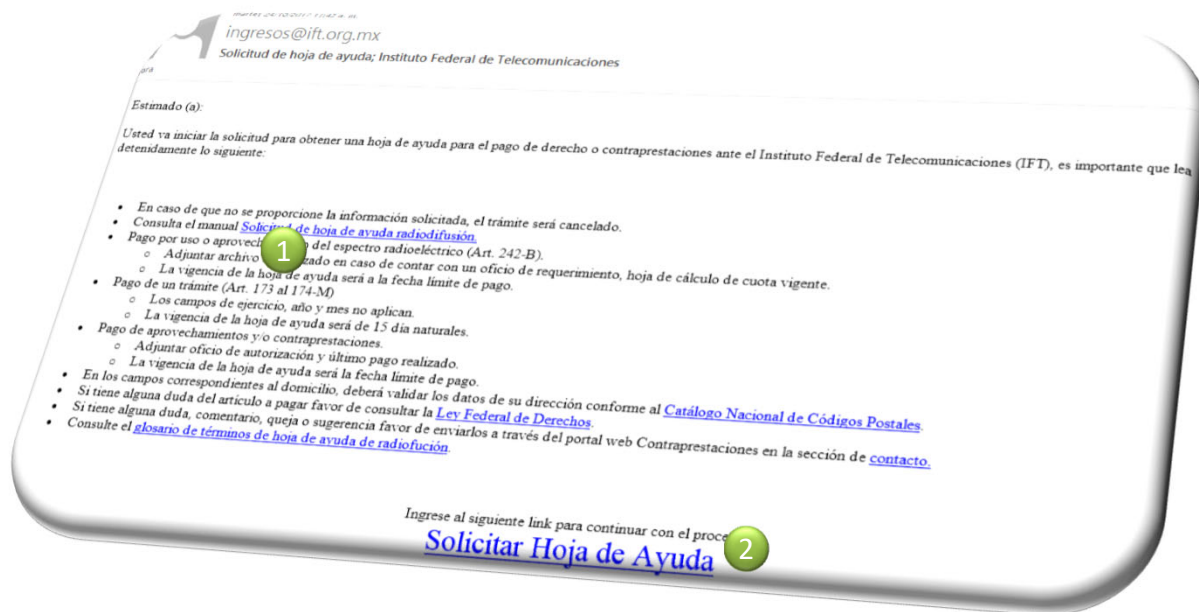 ingresos@ift.org.mx
Solicitud de hoja de ayuda; Instituto Federal de Telecomunicaciones
ora
Estimado (a):
Usted va iniciar la solicitud para obtener una hoja de ayuda para el pago de derecho o contraprestaciones ante el Instituto Federal de Telecomunicaciones (IFT), es importante que lea
detenidamente lo siguiente:
• En caso de que no se proporcione la información solicitada, el trámite será cancelado.
• Consulta el manual Solicitud de hoja de ayuda radiodifusión.
• Pago por uso o del espectro radioeléctrico (Art. 242-B).
1
o Adjuntar archivo en caso de contar con un oficio de requerimiento, hoja de cálculo de cuota vigente.
o La vigencia de la hoja de ayuda será a la fecha límite de pago.
• Pago de un trámite (Art. 173 al 174-M)
o Los campos de ejercicio, año y mes no aplican.
o La vigencia de la hoja de ayuda será de 15 día naturales.
• Pago de aprovechamientos y/o contraprestaciones.
o Adjuntar oficio de autorización y último pago realizado.
o La vigencia de la hoja de ayuda será la fecha límite de pago.
• En los campos correspondientes al domicilio, deberá validar los datos de su dirección conforme al Catálogo Nacional de Códigos Postales.
• Si tiene alguna duda del artículo a pagar favor de consultar la Ley Federal de Derechos.
• Si tiene alguna duda, comentario, queja o sugerencia favor de enviarlos a través del portal web Contraprestaciones en la sección de contacto.
• Consulte el glosario de términos de hoja de ayuda de radiofución.
Ingrese al siguiente link para continuar con el
Solicitar Hoja de Ayuda
2